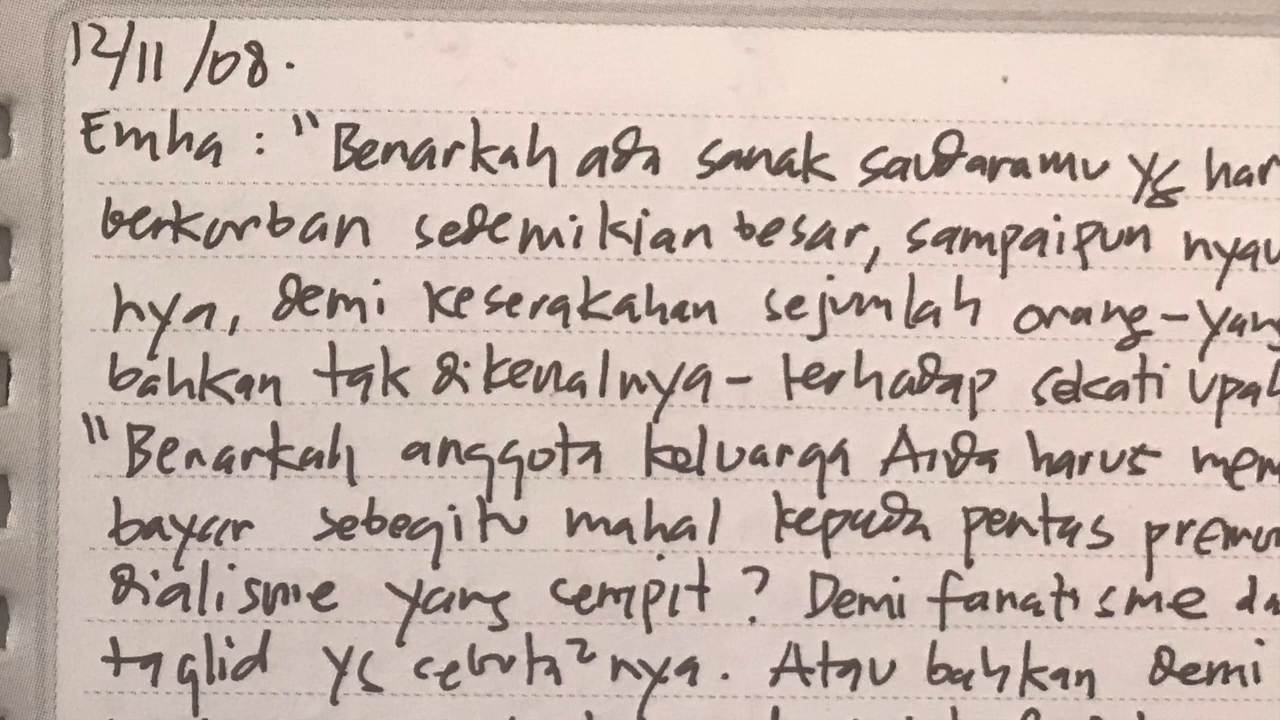 12/11/08.
Emha : "Benarkah ada sanak saudaramu yg har
berkorban sedemikian besar, sampaipun nyaw
nya, demi keserakahan sejumlah orang-yang
bahkan tak dikenalnya - terhadap sekati upah
"Benarkah anggota keluarga Anda harus mem
bayar sebegitu mahal kepada pentas premor
dialisme yang sempit ? Demi fanatisme da
taqlid yg sebuta²nya. Atau bahkan demi